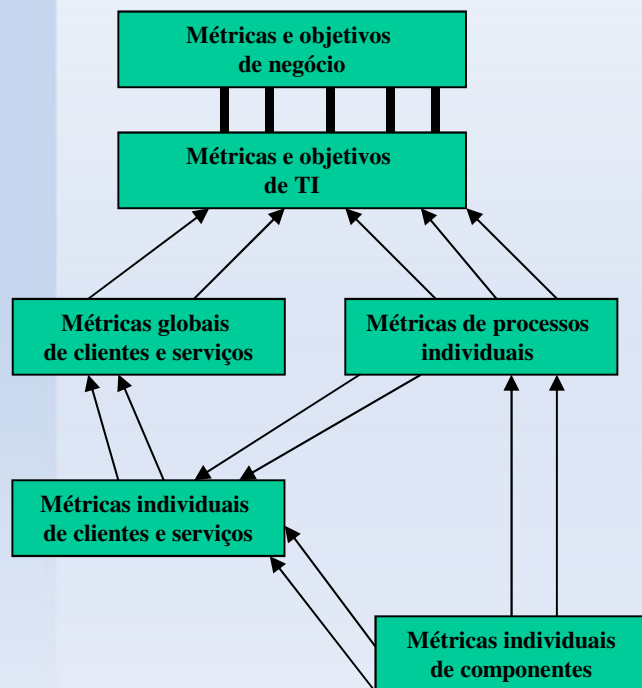 Métricas e objetivos
de negócio
Métricas e objetivos
de TI
Métricas globais
de clientes e serviços
Métricas de processos
individuais
Métricas individuais
de clientes e serviços
Métricas individuais
de componentes